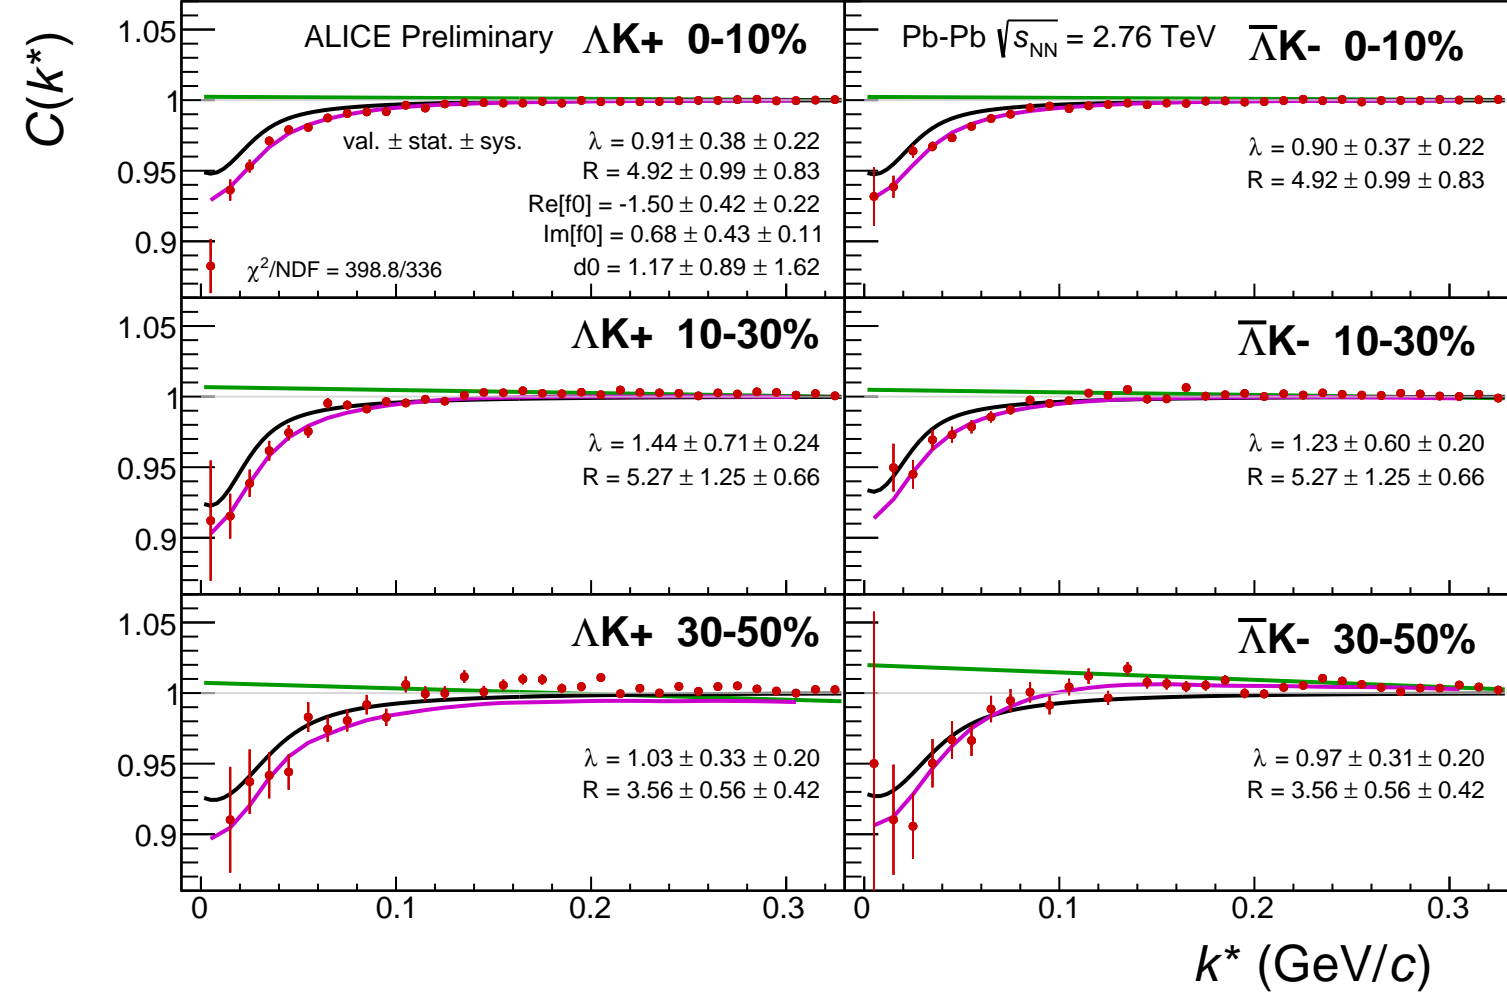 C(k*)
ALICE Preliminary ΛK+ 0-10%
1.05
1
0.95
0.9
val. ± stat. ± sys.
λ = 0.91 ± 0.38 ± 0.22
R = 4.92 ± 0.99 ± 0.83
Re[f0] = -1.50 ± 0.42 ± 0.22
Im[f0] = 0.68 ± 0.43 ± 0.11
d0 = 1.17 ± 0.89 ± 1.62
χ²/NDF = 398.8/336
Pb-Pb √s_NN = 2.76 TeV Λ̅K- 0-10%
λ = 0.90 ± 0.37 ± 0.22
R = 4.92 ± 0.99 ± 0.83
ΛK+ 10-30%
1.05
1
0.95
0.9
λ = 1.44 ± 0.71 ± 0.24
R = 5.27 ± 1.25 ± 0.66
Λ̅K- 10-30%
λ = 1.23 ± 0.60 ± 0.20
R = 5.27 ± 1.25 ± 0.66
ΛK+ 30-50%
1.05
1
0.95
0.9
λ = 1.03 ± 0.33 ± 0.20
R = 3.56 ± 0.56 ± 0.42
Λ̅K- 30-50%
λ = 0.97 ± 0.31 ± 0.20
R = 3.56 ± 0.56 ± 0.42
0 0.1 0.2 0.3
0 0.1 0.2 0.3
k* (GeV/c)